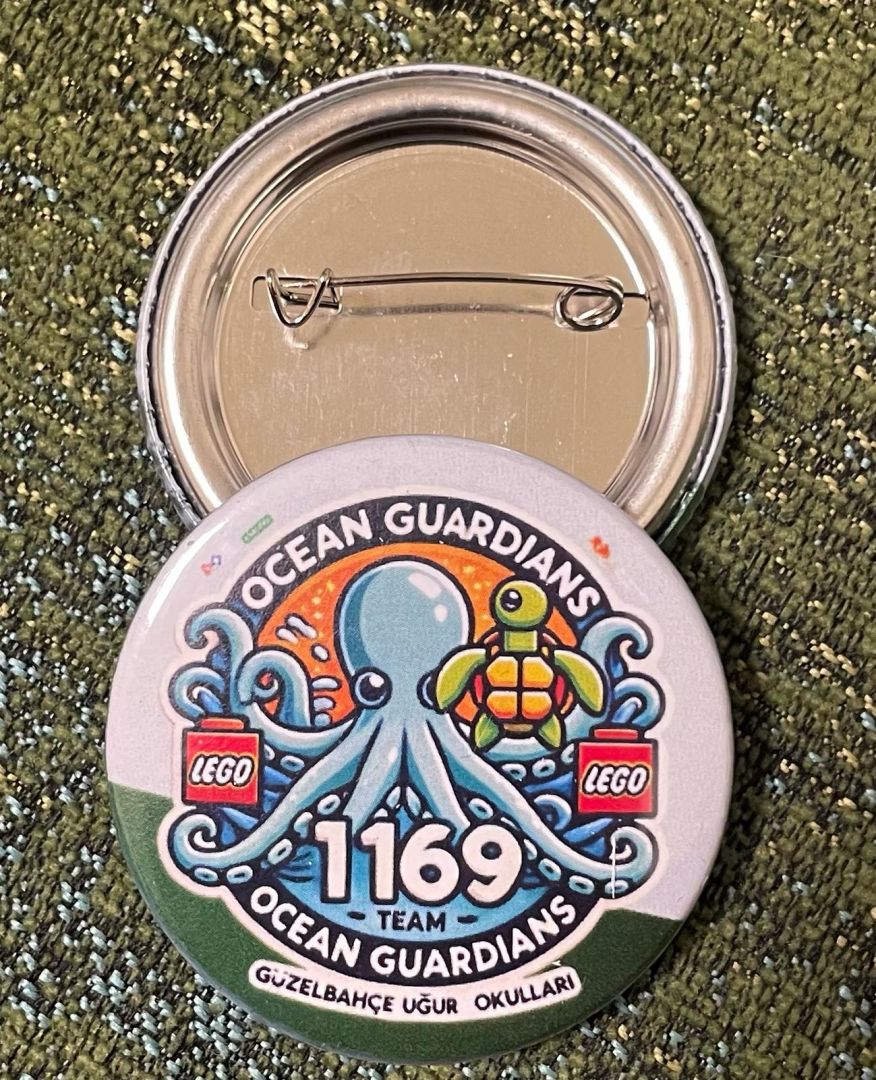 OCEAN GUARDIANS
LEGO
LEGO
1169
- TEAM -
OCEAN GUARDIANS
GÜZELBAHÇE UĞUR OKULLARI